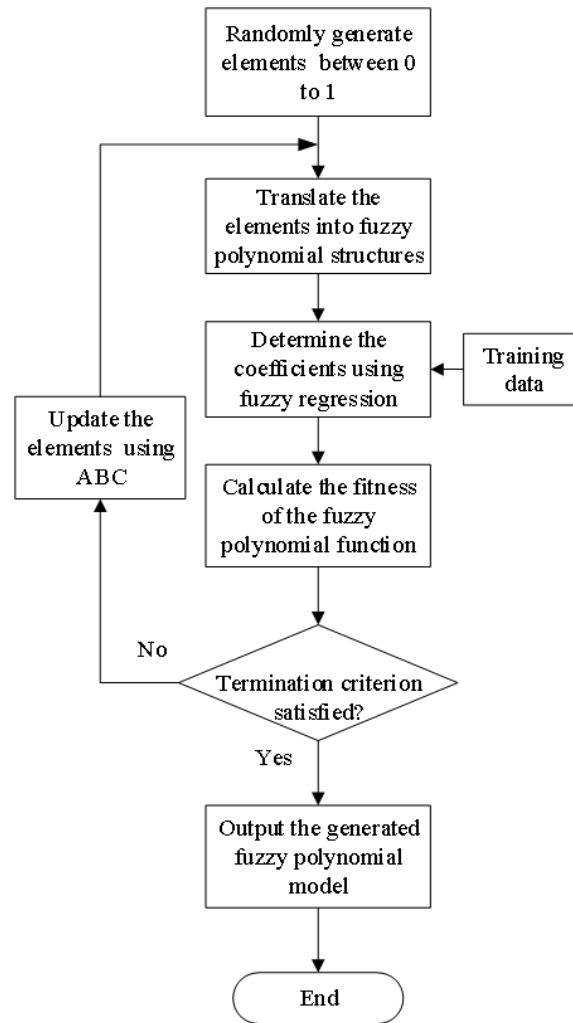 Randomly generate
elements between 0
to 1
Translate the
elements into fuzzy
polynomial structures
Determine the
coefficients using
fuzzy regression
Training
data
Update the
elements using
ABC
Calculate the fitness
of the fuzzy
polynomial function
No
Termination criterion
satisfied?
Yes
Output the generated
fuzzy polynomial
model
End